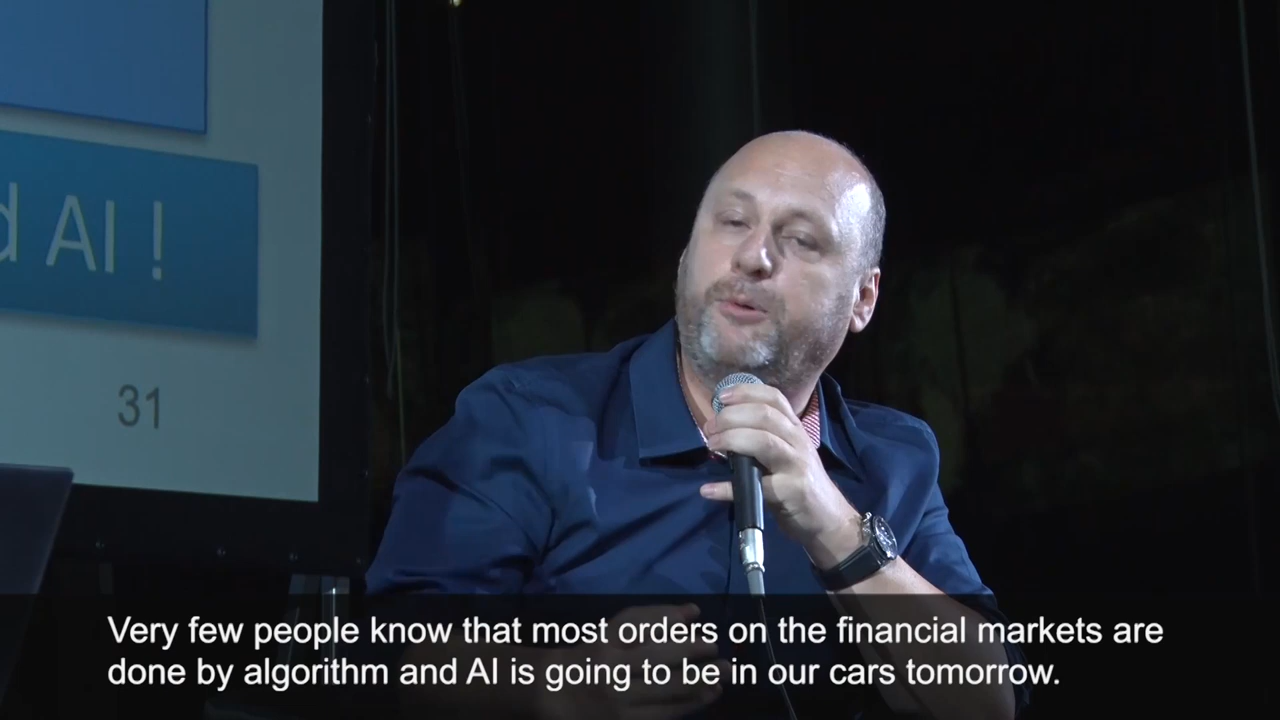 d AI !
31
Very few people know that most orders on the financial markets are
done by algorithm and AI is going to be in our cars tomorrow.